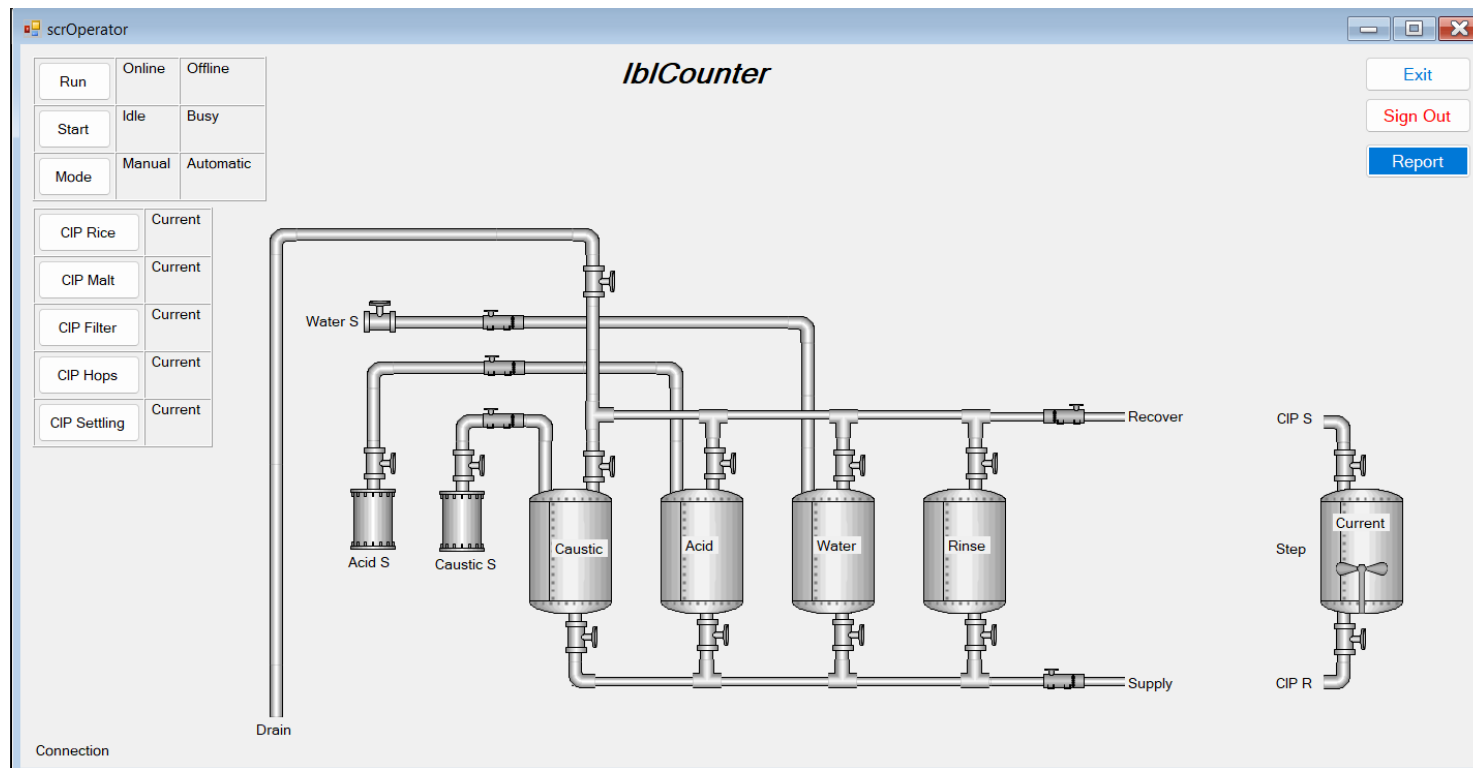 scrOperator
lblCounter
Run Online Offline
Start Idle Busy
Mode Manual Automatic
Exit
Sign Out
Report
CIP Rice Current
CIP Malt Current
CIP Filter Current
CIP Hops Current
CIP Settling Current
Water S
Recover
CIP S
Acid S
Caustic S
Caustic
Acid
Water
Rinse
Current
Step
Supply
CIP R
Drain
Connection